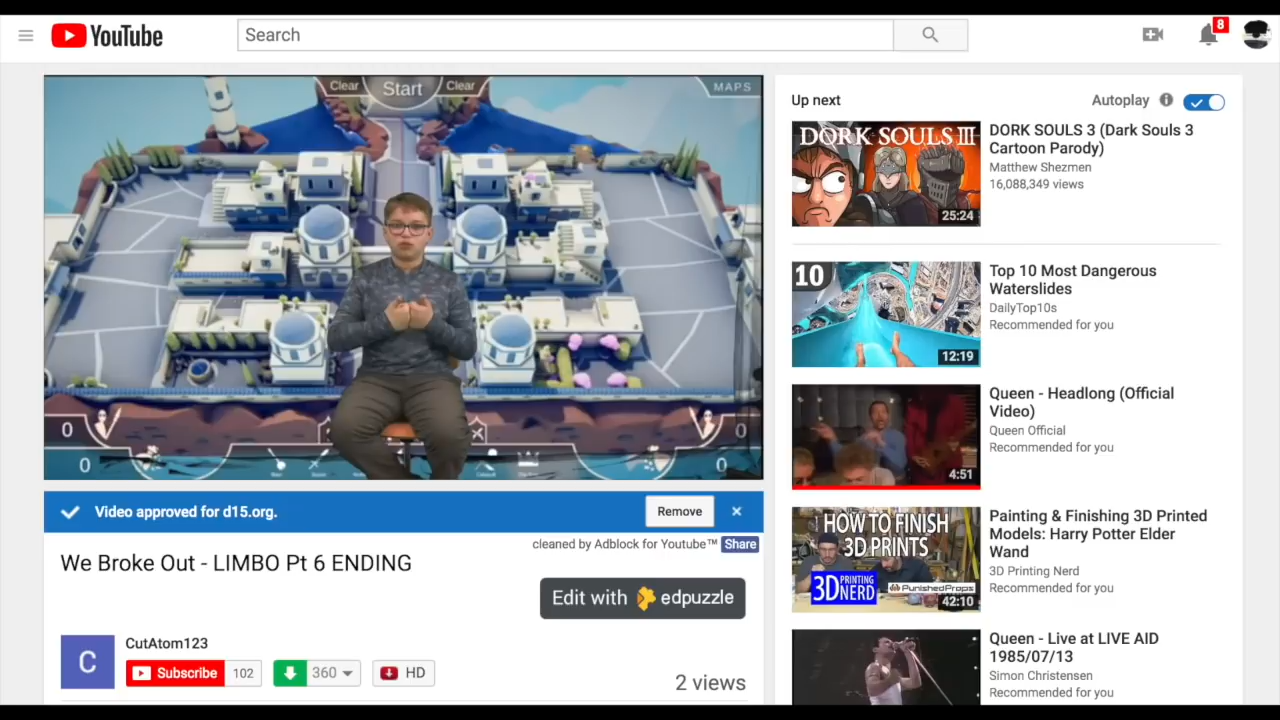 YouTube
Search
8
Clear
Start
Clear
MAPS
0
0
0
0
Video approved for d15.org.
Remove
cleaned by Adblock for Youtube™
Share
We Broke Out - LIMBO Pt 6 ENDING
Edit with edpuzzle
C
CutAtom123
Subscribe
102
360
HD
2 views
Up next
Autoplay
DORK SOULS III
25:24
DORK SOULS 3 (Dark Souls 3
Cartoon Parody)
Matthew Shezmen
16,088,349 views
10
12:19
Top 10 Most Dangerous
Waterslides
DailyTop10s
Recommended for you
4:51
Queen - Headlong (Official
Video)
Queen Official
Recommended for you
HOW TO FINISH
3D PRINTS
3D PRINTING
NERD
PunishedProps
42:10
Painting & Finishing 3D Printed
Models: Harry Potter Elder
Wand
3D Printing Nerd
Recommended for you
Queen - Live at LIVE AID
1985/07/13
Simon Christensen
Recommended for you